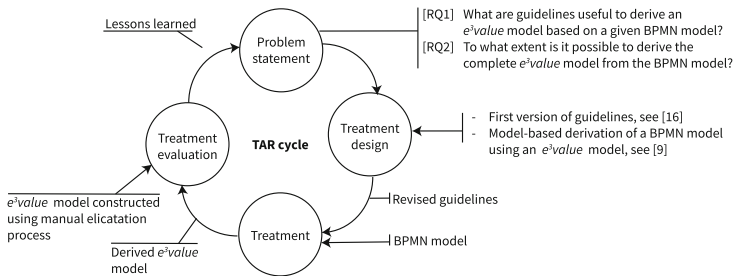 Lessons learned
Problem
statement
[RQ1] What are guidelines useful to derive an
e³value model based on a given BPMN model?
[RQ2] To what extent is it possible to derive the
complete e³value model from the BPMN model?
Treatment
evaluation
TAR cycle
Treatment
design
- First version of guidelines, see [16]
- Model-based derivation of a BPMN model
using an e³value model, see [9]
e³value model constructed
using manual elicatation
process
Revised guidelines
Treatment
BPMN model
Derived e³value
model